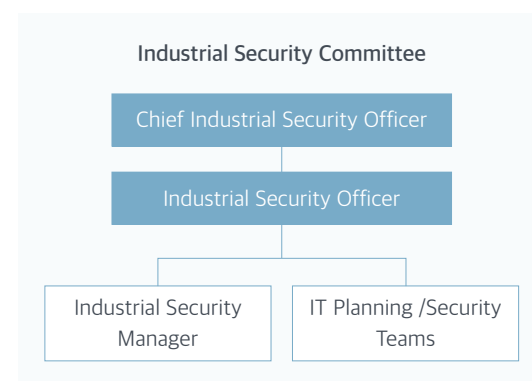 Industrial Security Committee
Chief Industrial Security Officer
Industrial Security Officer
Industrial Security
Manager
IT Planning /Security
Teams